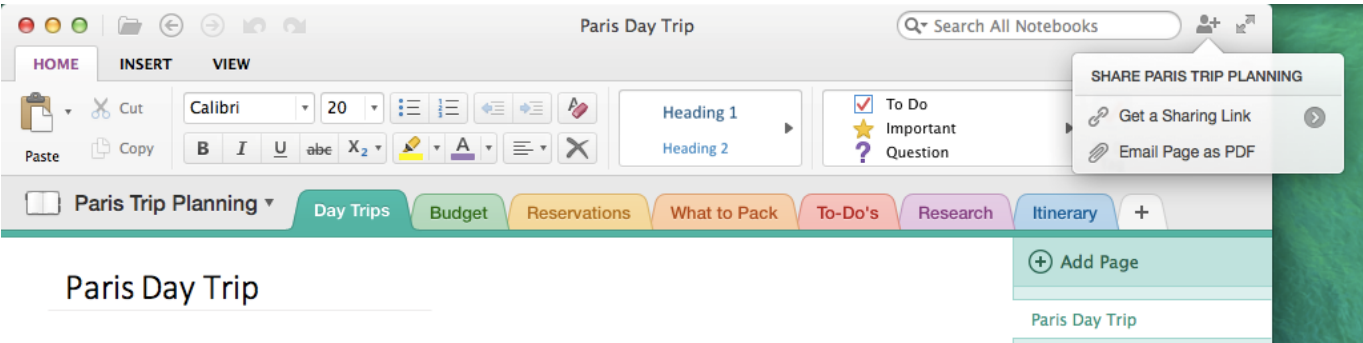 Paris Day Trip
Search All Notebooks
HOME INSERT VIEW
SHARE PARIS TRIP PLANNING
Get a Sharing Link
Email Page as PDF
Paste
Cut
Copy
Calibri 20
B I U abc X2 A
Heading 1
Heading 2
To Do
Important
Question
Paris Trip Planning
Day Trips Budget Reservations What to Pack To-Do's Research Itinerary +
Paris Day Trip
Add Page
Paris Day Trip